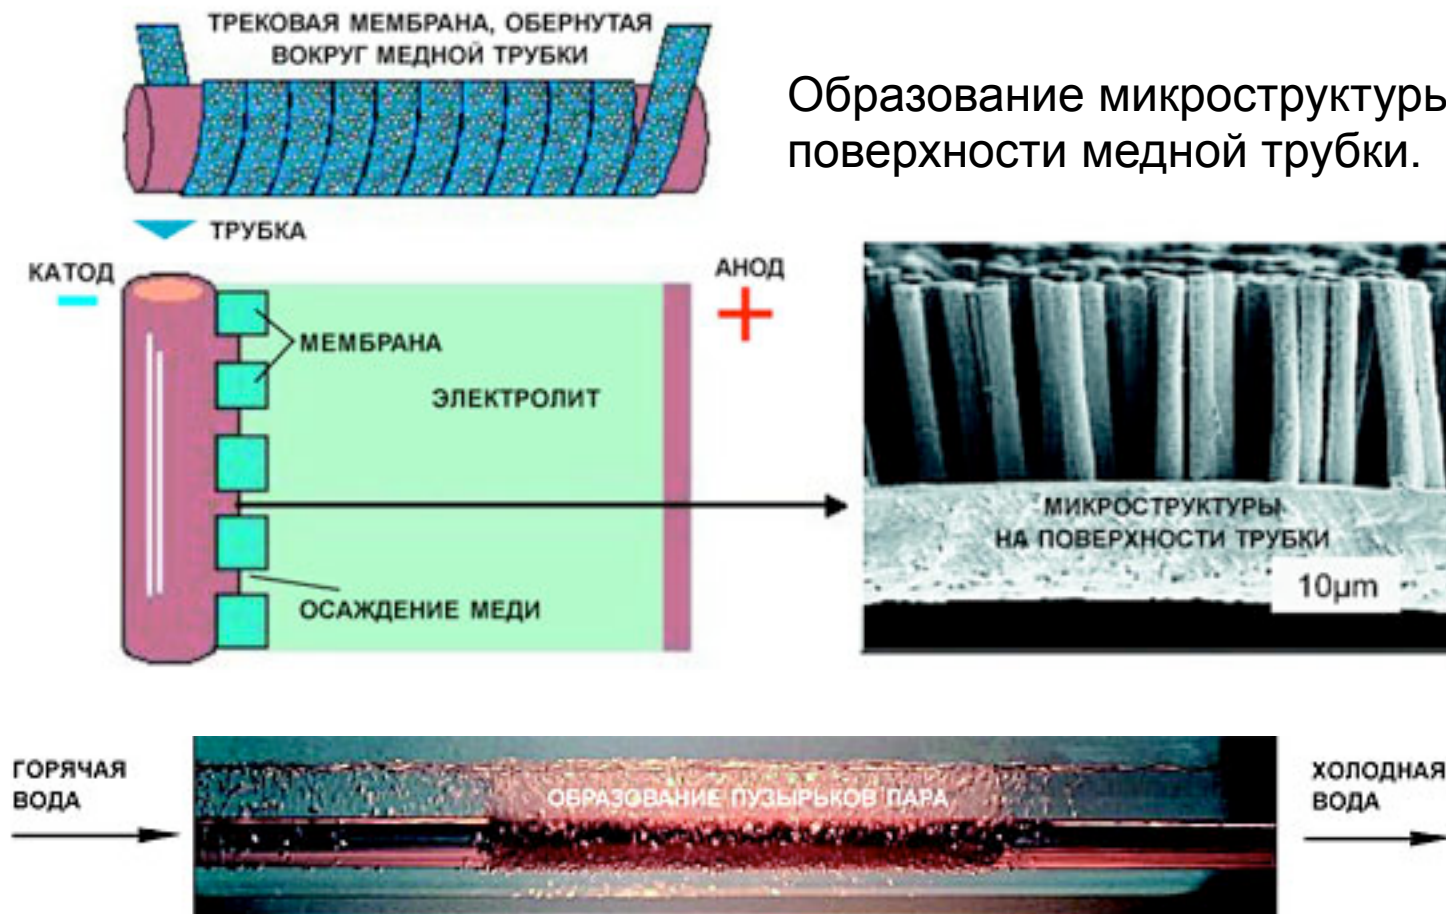 ТРЕКОВАЯ МЕМБРАНА, ОБЕРНУТАЯ
ВОКРУГ МЕДНОЙ ТРУБКИ
Образование микроструктуры
поверхности медной трубки.
ТРУБКА
КАТОД
АНОД
МЕМБРАНА
ЭЛЕКТРОЛИТ
МИКРОСТРУКТУРЫ
НА ПОВЕРХНОСТИ ТРУБКИ
10µm
ОСАЖДЕНИЕ МЕДИ
ГОРЯЧАЯ
ВОДА
ОБРАЗОВАНИЕ ПУЗЫРЬКОВ ПАРА
ХОЛОДНАЯ
ВОДА